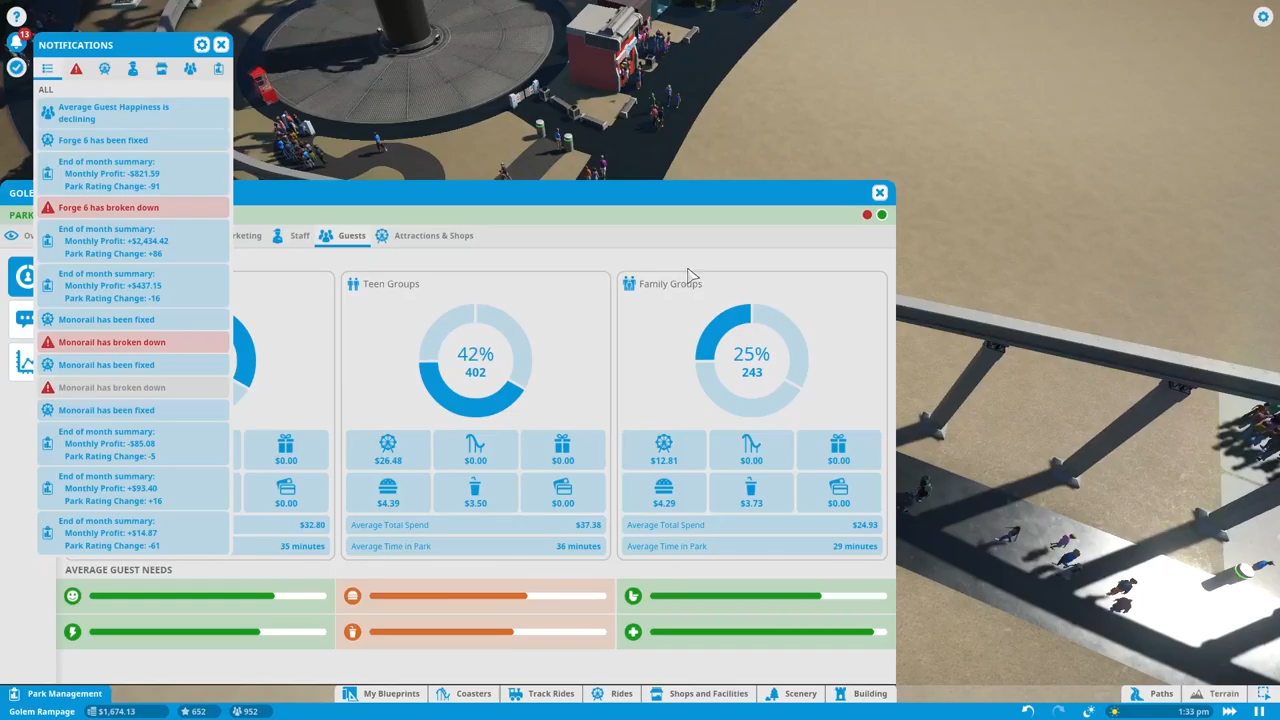 ?
13
NOTIFICATIONS
ALL
Average Guest Happiness is
declining
Forge 6 has been fixed
End of month summary:
Monthly Profit: -$821.59
Park Rating Change: -91
Forge 6 has broken down
End of month summary:
Monthly Profit: +$2,434.42
Park Rating Change: +86
End of month summary:
Monthly Profit: +$437.15
Park Rating Change: -16
Monorail has been fixed
Monorail has broken down
Monorail has been fixed
Monorail has broken down
Monorail has been fixed
End of month summary:
Monthly Profit: -$85.08
Park Rating Change: -5
End of month summary:
Monthly Profit: +$93.40
Park Rating Change: +16
End of month summary:
Monthly Profit: +$14.87
Park Rating Change: -61
GOLE
PARK
Ov
rketing
Staff
Guests
Attractions & Shops
$0.00
$0.00
$32.80
35 minutes
Teen Groups
42%
402
$26.48 $0.00 $0.00
$4.39 $3.50 $0.00
Average Total Spend $37.38
Average Time in Park 36 minutes
Family Groups
25%
243
$12.81 $0.00 $0.00
$4.29 $3.73 $0.00
Average Total Spend $24.93
Average Time in Park 29 minutes
AVERAGE GUEST NEEDS
Park Management
My Blueprints
Coasters
Track Rides
Rides
Shops and Facilities
Scenery
Building
Paths
Terrain
Golem Rampage
$1,674.13
652
952
1:33 pm